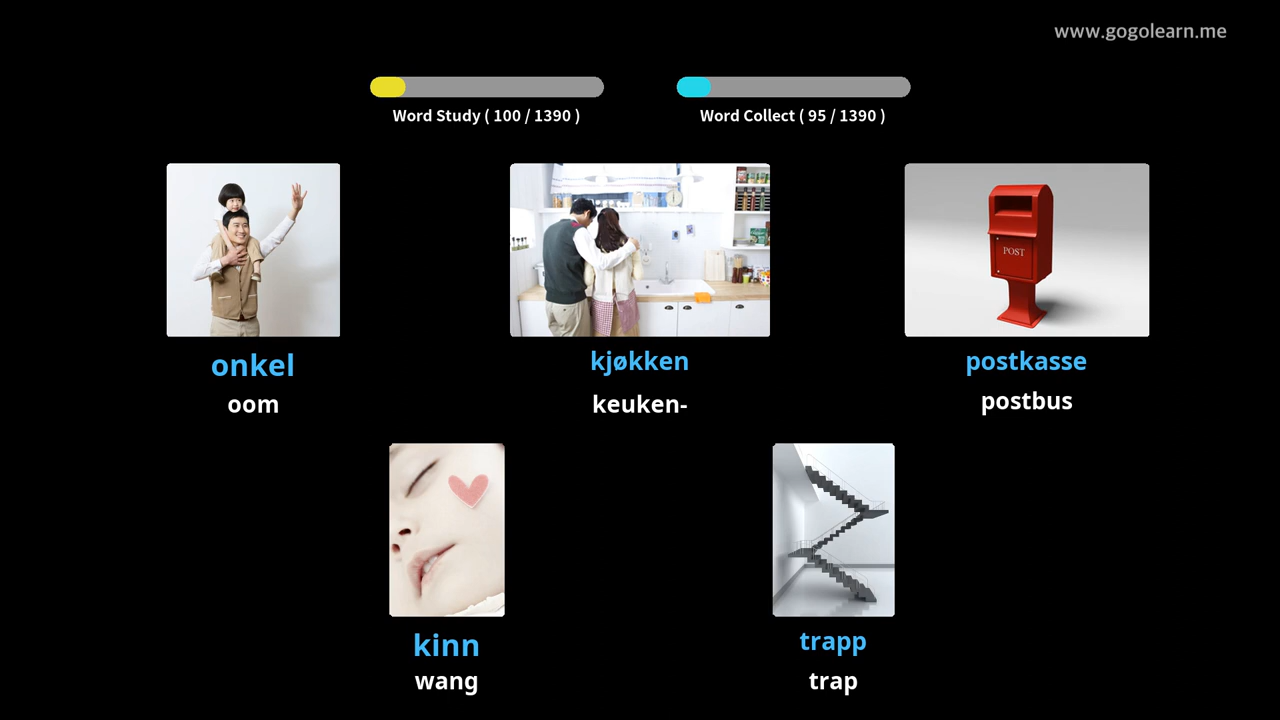 www.gogolearn.me
Word Study ( 100 / 1390 )
Word Collect ( 95 / 1390 )
POST
onkel
oom
kjøkken
keuken-
postkasse
postbus
kinn
wang
trapp
trap